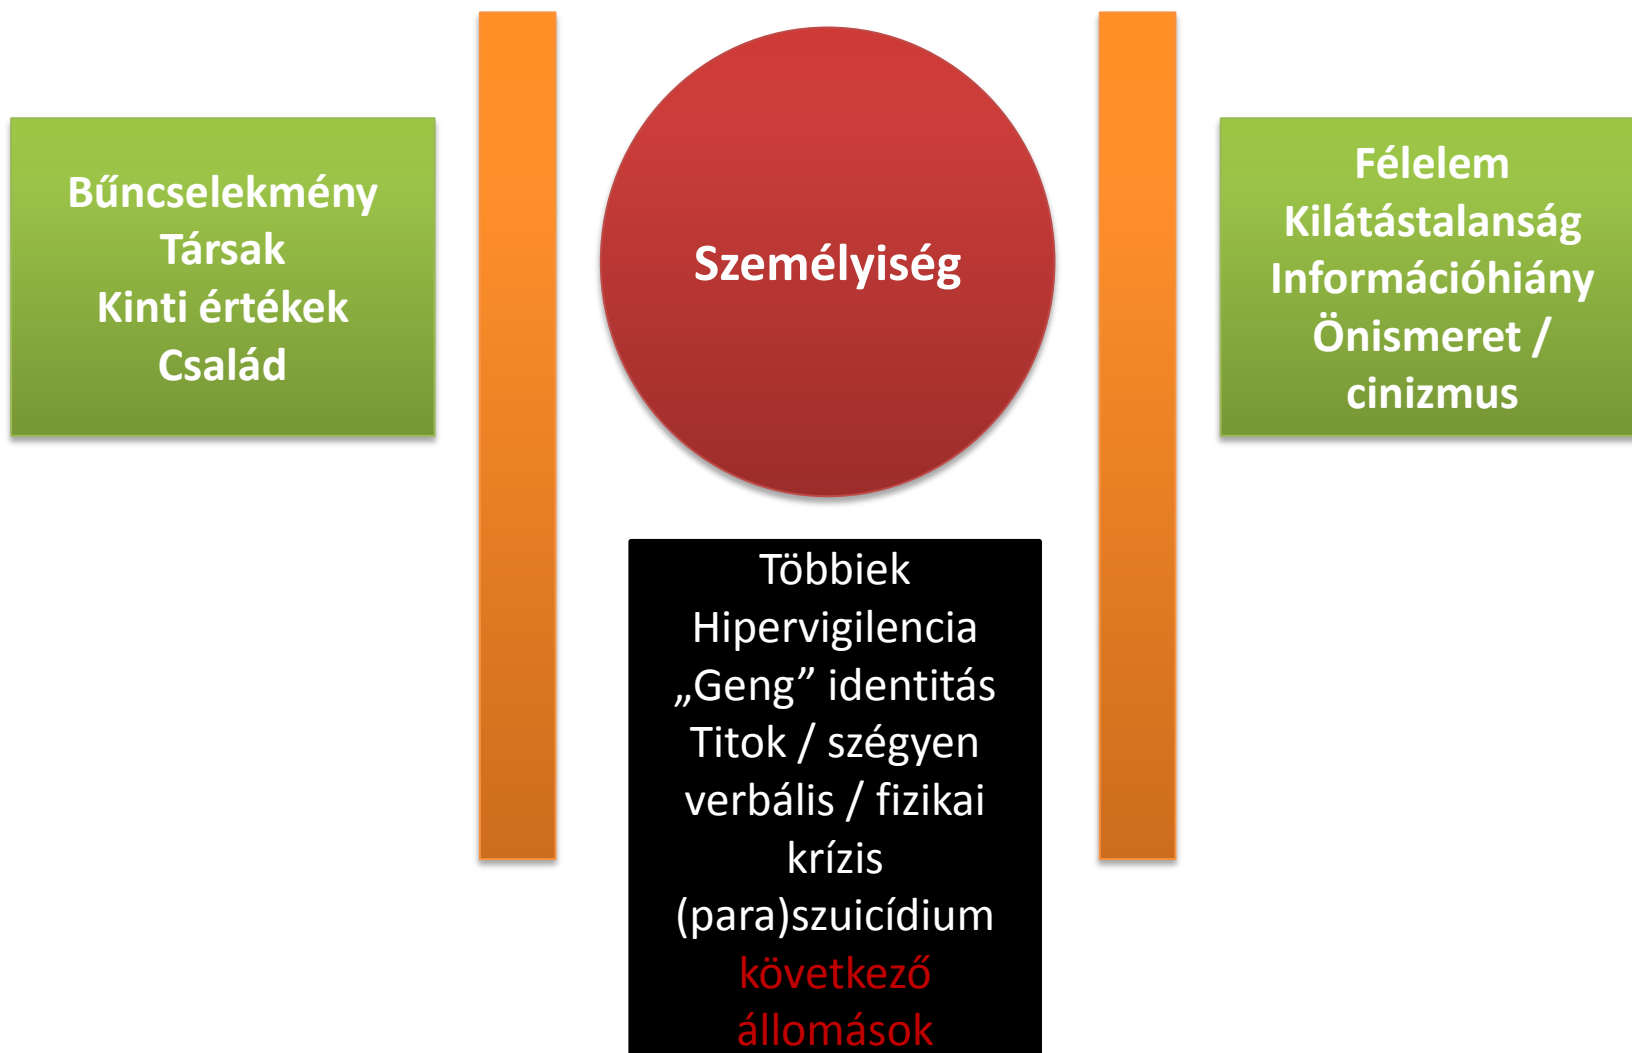 Bűncselekmény
Társak
Kinti értékek
Család
Személyiség
Félelem
Kilátástalanság
Információhiány
Önismeret /
cinizmus
Többiek
Hipervigilencia
„Geng” identitás
Titok / szégyen
verbális / fizikai
krízis
(para)szuicídium
következő
állomások